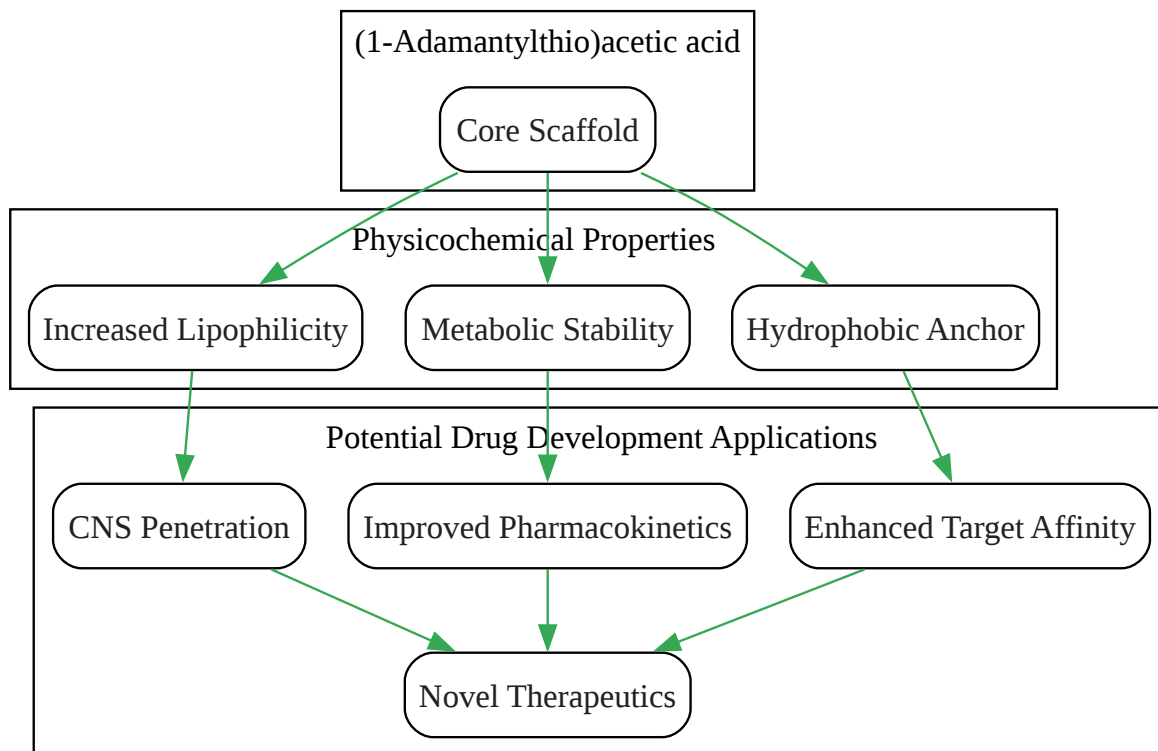 (1-Adamantylthio)acetic acid
Core Scaffold
Physicochemical Properties
Increased Lipophilicity
Metabolic Stability
Hydrophobic Anchor
Potential Drug Development Applications
CNS Penetration
Improved Pharmacokinetics
Enhanced Target Affinity
Novel Therapeutics